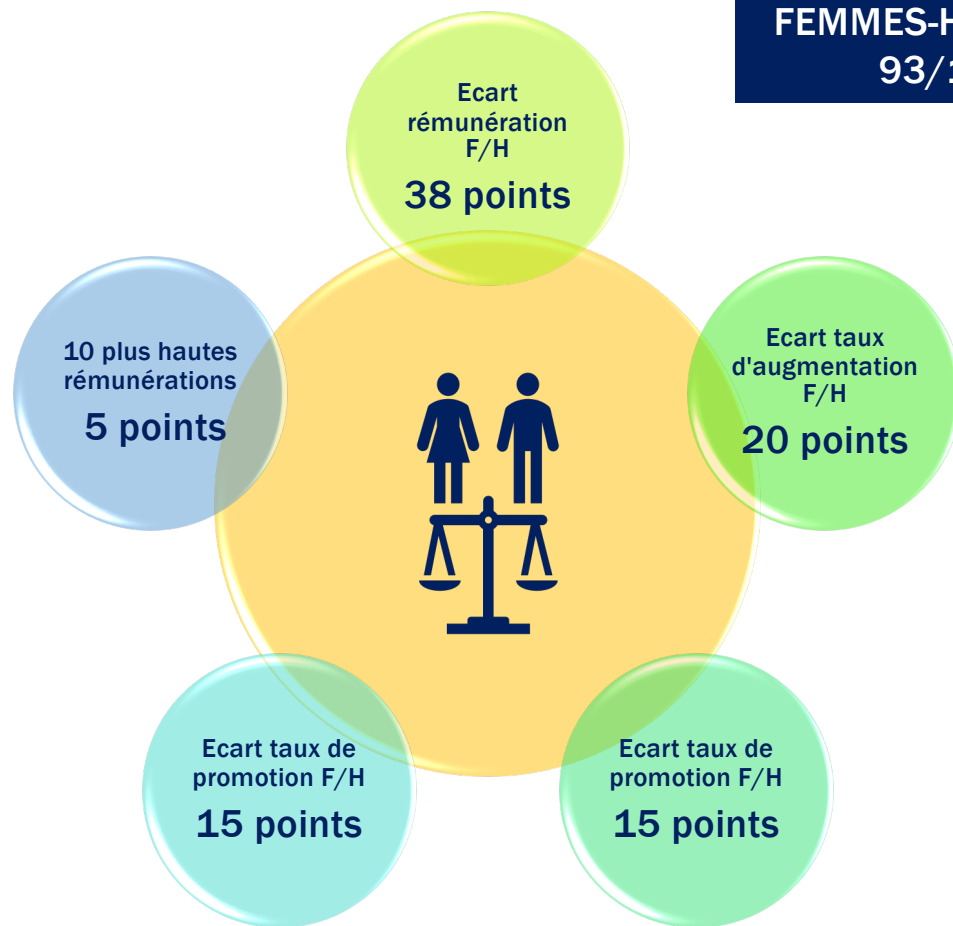 FEMMES-H
93/1
Ecart
rémunération
F/H
38 points
10 plus hautes
rémunérations
5 points
Ecart taux
d'augmentation
F/H
20 points
Ecart taux de
promotion F/H
15 points
Ecart taux de
promotion F/H
15 points